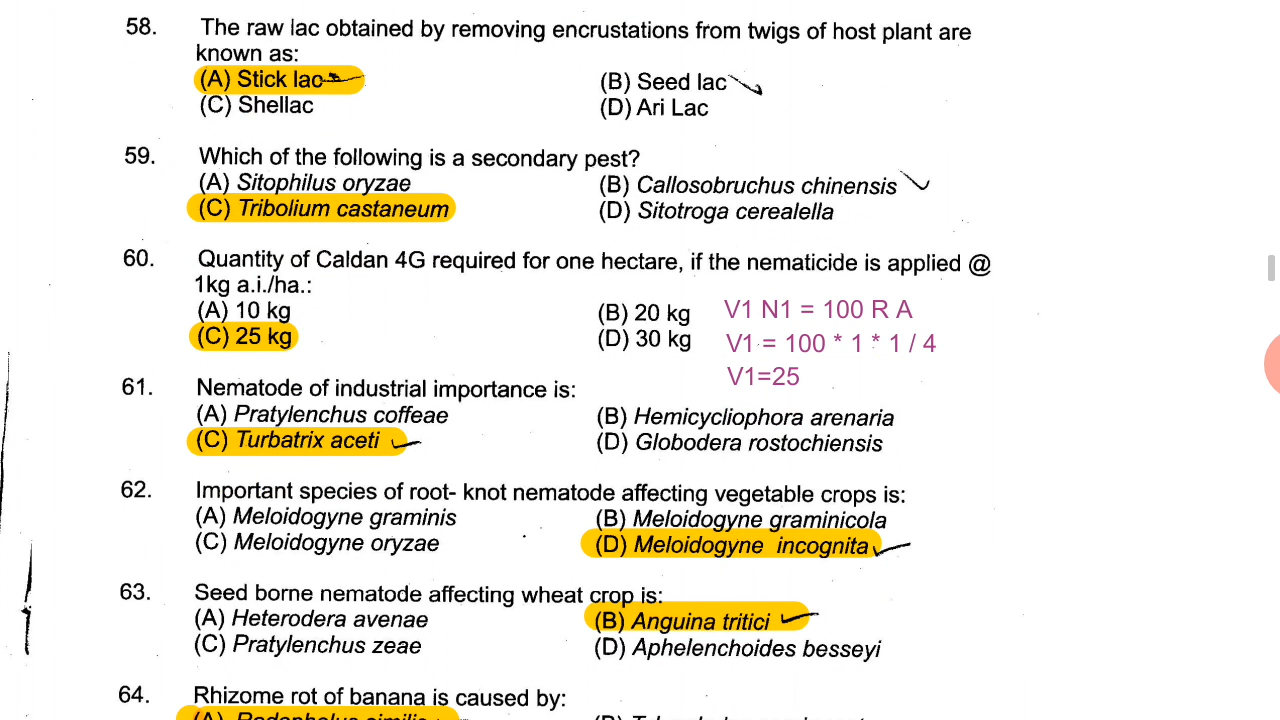 58. The raw lac obtained by removing encrustations from twigs of host plant are
known as:
(A) Stick lac (B) Seed lac
(C) Shellac (D) Ari Lac
59. Which of the following is a secondary pest?
(A) Sitophilus oryzae (B) Callosobruchus chinensis
(C) Tribolium castaneum (D) Sitotroga cerealella
60. Quantity of Caldan 4G required for one hectare, if the nematicide is applied @
1kg a.i./ha.:
(A) 10 kg (B) 20 kg V1 N1 = 100 R A
(C) 25 kg (D) 30 kg V1 = 100 * 1 * 1 / 4
V1=25
61. Nematode of industrial importance is:
(A) Pratylenchus coffeae (B) Hemicycliophora arenaria
(C) Turbatrix aceti (D) Globodera rostochiensis
62. Important species of root- knot nematode affecting vegetable crops is:
(A) Meloidogyne graminis (B) Meloidogyne graminicola
(C) Meloidogyne oryzae (D) Meloidogyne incognita
63. Seed borne nematode affecting wheat crop is:
(A) Heterodera avenae (B) Anguina tritici
(C) Pratylenchus zeae (D) Aphelenchoides besseyi
64. Rhizome rot of banana is caused by:
(A) Radopholus similis (B)